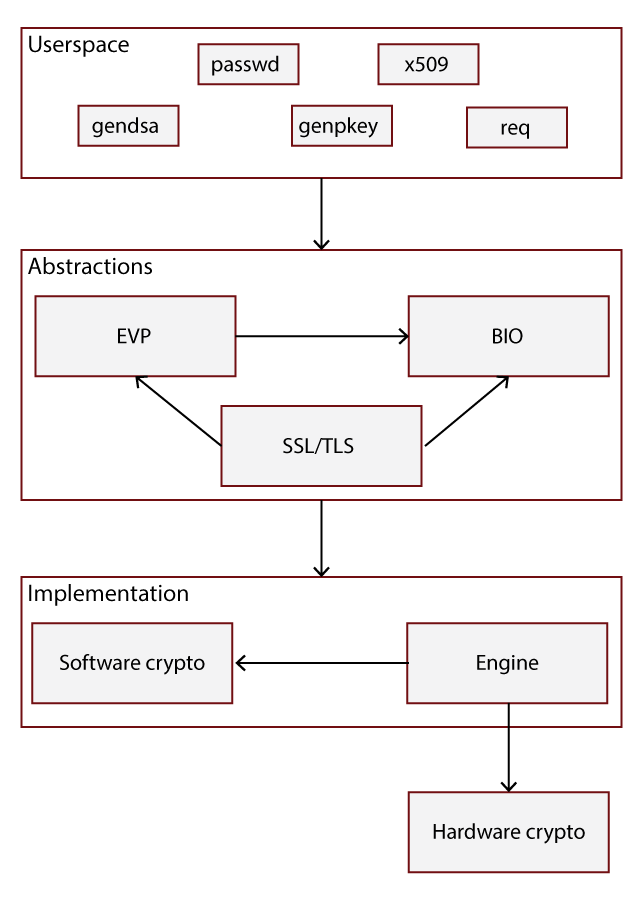 Userspace
passwd
x509
gendsa
genpkey
req
Abstractions
EVP
BIO
SSL/TLS
Implementation
Software crypto
Engine
Hardware crypto